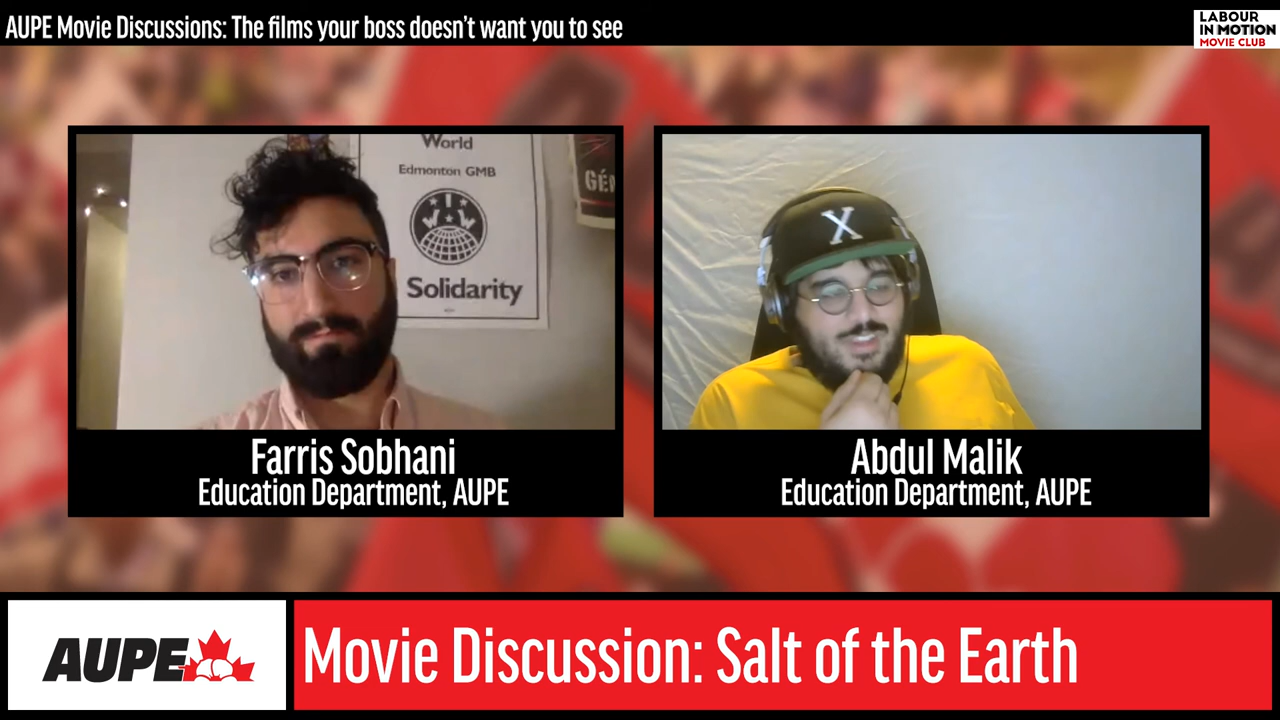 AUPE Movie Discussions: The films your boss doesn't want you to see
LABOUR
IN MOTION
MOVIE CLUB
World
Edmonton GMB
Solidarity
X
Farris Sobhani
Education Department, AUPE
Abdul Malik
Education Department, AUPE
AUPE
Movie Discussion: Salt of the Earth